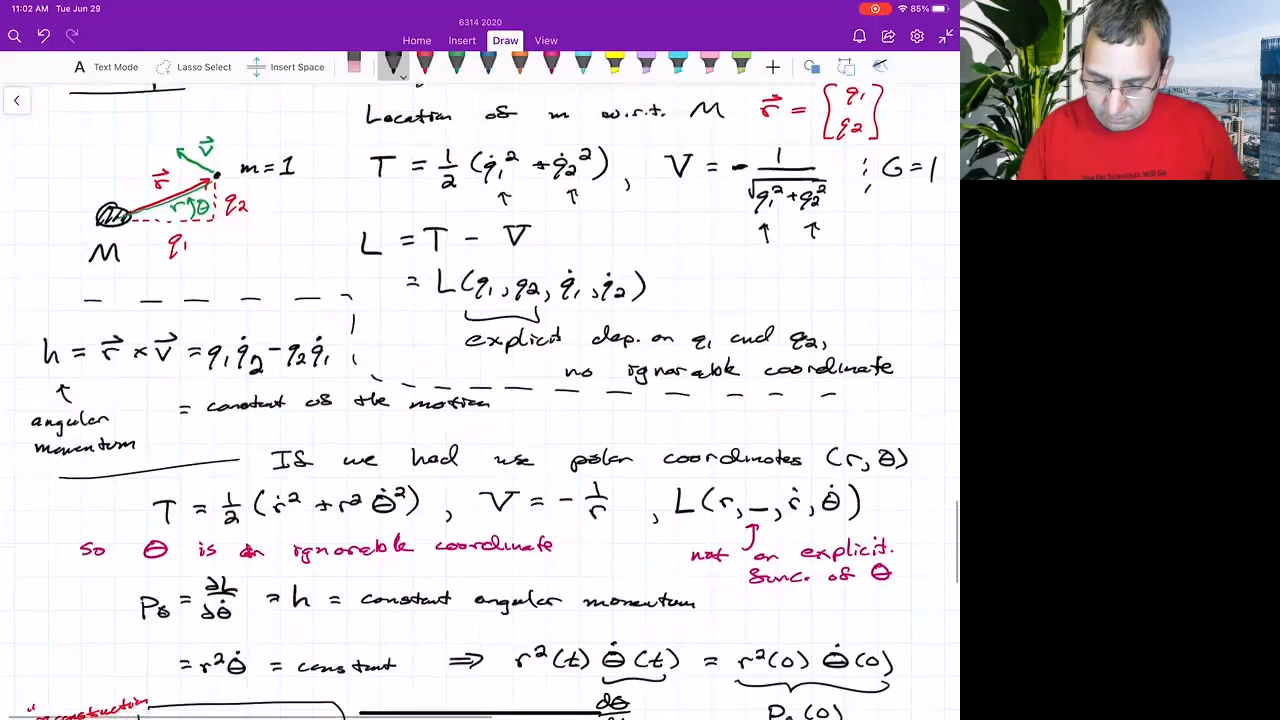 11:02 AM Tue Jun 29
85%
6314 2020
Home Insert Draw View
Text Mode Lasso Select Insert Space
Location of m w.r.t. M r⃗ = [q₁ q₂]
v⃗
r⃗
m=1
r θ
q₂
q₁
M
T = 1/2 (q̇₁² + q̇₂²) , V = - 1/√(q₁²+q₂²) ; G=1
L = T - V
= L(q₁, q₂, q̇₁, q̇₂)
explicit dep. on q₁ and q₂,
no ignorable coordinate
h = r⃗ × v⃗ = q₁q̇₂ - q₂q̇₁
= constant of the motion
angular
momentum
If we had use polar coordinates (r, θ)
T = 1/2 (ṙ² + r² θ̇²) , V = - 1/r , L(r, _, ṙ, θ̇)
so θ is an ignorable coordinate
not an explicit
func. of θ
Pθ = ∂L/∂θ̇ = h = constant angular momentum
= r²θ̇ = constant ⇒ r²(t) θ̇(t) = r²(0) θ̇(0)